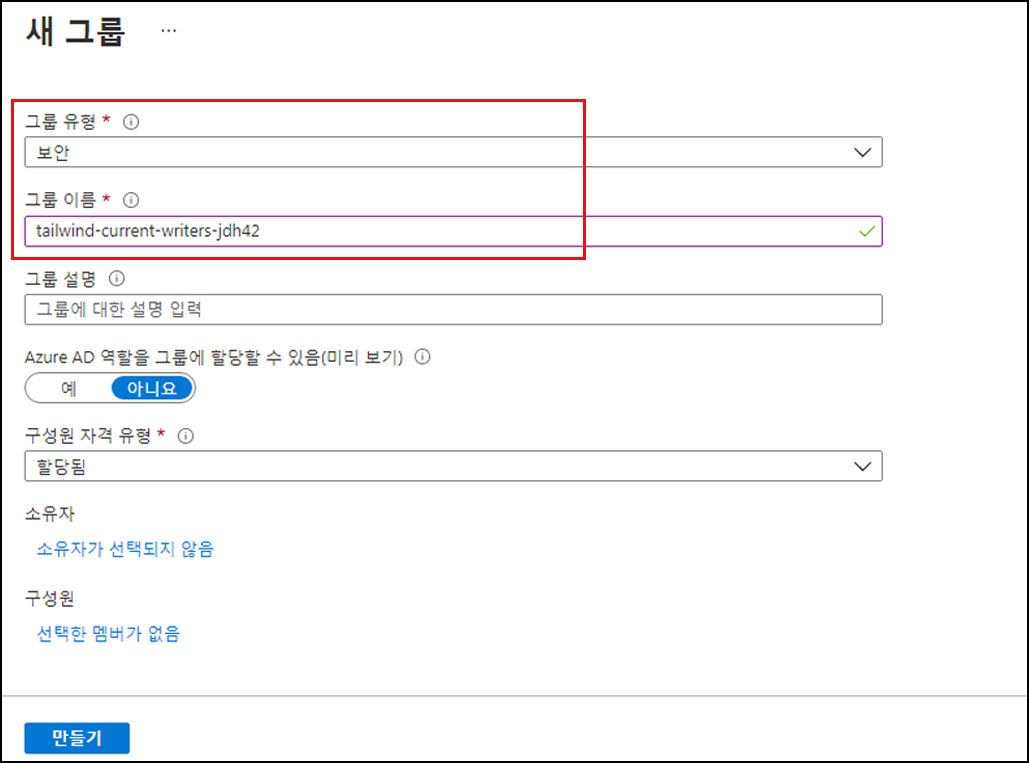 새 그룹 ...
그룹 유형 *
보안
그룹 이름 *
tailwind-current-writers-jdh42
그룹 설명
그룹에 대한 설명 입력
Azure AD 역할을 그룹에 할당할 수 있음(미리 보기)
예 아니요
구성원 자격 유형 *
할당됨
소유자
소유자가 선택되지 않음
구성원
선택한 멤버가 없음
만들기